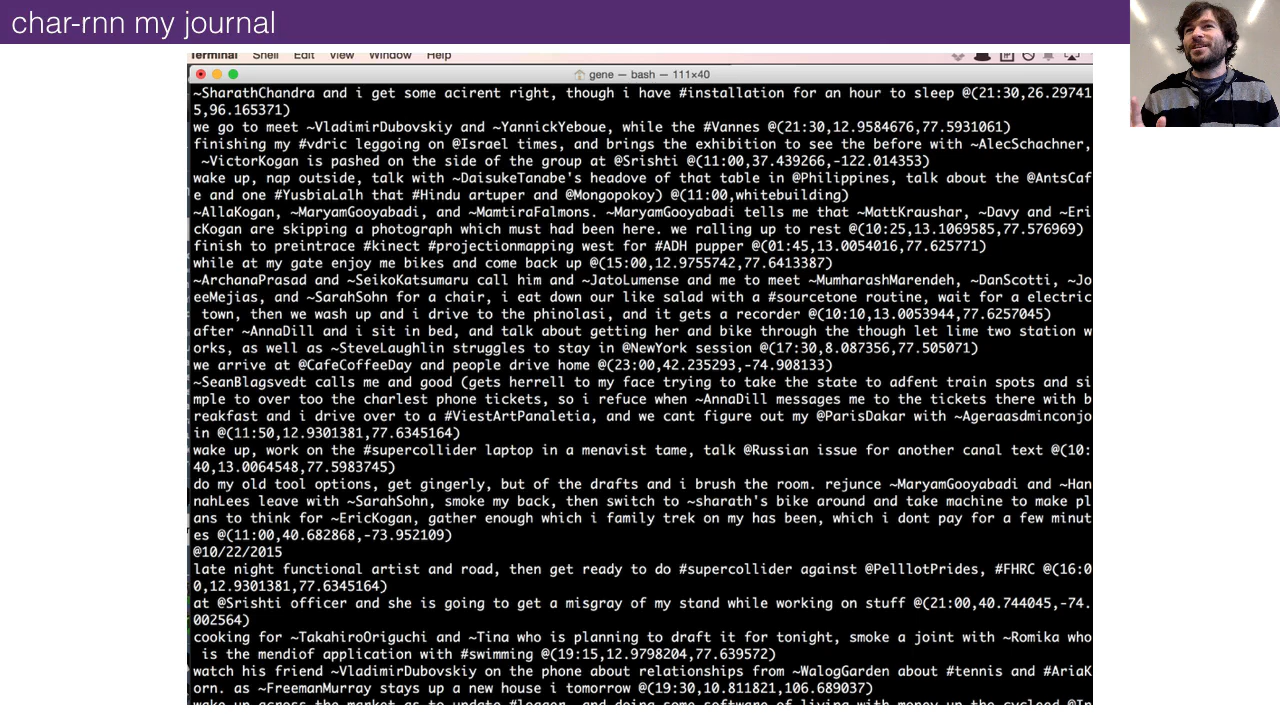 char-rnn my journal
Terminal Shell Edit View Window Help
gene — bash — 111×40
~SharathChandra and i get some acirent right, though i have #installation for an hour to sleep @(21:30,26.29741
5,96.165371)
we go to meet ~VladimirDubovskiy and ~YannickYeboue, while the #Vannes @(21:30,12.9584676,77.5931061)
finishing my #vdric leggoing on @Israel times, and brings the exhibition to see the before with ~AlecSchachner,
~VictorKogan is pashed on the side of the group at @Srishti @(11:00,37.439266,-122.014353)
wake up, nap outside, talk with ~DaisukeTanabe's headove of that table in @Philippines, talk about the @AntsCaf
e and one #YusbiaLalh that #Hindu artuper and @Mongopokoy) @(11:00,whitebuilding)
~AllaKogan, ~MaryamGooyabadi, and ~MamtiraFalmons. ~MaryamGooyabadi tells me that ~MattKraushar, ~Davy and ~Eri
cKogan are skipping a photograph which must had been here. we ralling up to rest @(10:25,13.1069585,77.576969)
finish to preintrace #kinect #projectionmapping west for #ADH pupper @(01:45,13.0054016,77.625771)
while at my gate enjoy me bikes and come back up @(15:00,12.9755742,77.6413387)
~ArchanaPrasad and ~SeikoKatsumaru call him and ~JatoLumense and me to meet ~MumharashMarendeh, ~DanScotti, ~Jo
eeMejias, and ~SarahSohn for a chair, i eat down our like salad with a #sourcetone routine, wait for a electric
town, then we wash up and i drive to the phinolasi, and it gets a recorder @(10:10,13.0053944,77.6257045)
after ~AnnaDill and i sit in bed, and talk about getting her and bike through the though let lime two station w
orks, as well as ~SteveLaughlin struggles to stay in @NewYork session @(17:30,8.087356,77.505071)
we arrive at @CafeCoffeeDay and people drive home @(23:00,42.235293,-74.908133)
~SeanBlagsvedt calls me and good (gets herrell to my face trying to take the state to adfent train spots and si
mple to over too the charlest phone tickets, so i refuce when ~AnnaDill messages me to the tickets there with b
reakfast and i drive over to a #ViestArtPanaletia, and we cant figure out my @ParisDakar with ~Ageraasdminconjo
in @(11:50,12.9301381,77.6345164)
wake up, work on the #supercollider laptop in a menavist tame, talk @Russian issue for another canal text @(10:
40,13.0064548,77.5983745)
do my old tool options, get gingerly, but of the drafts and i brush the room. rejunce ~MaryamGooyabadi and ~Han
nahLees leave with ~SarahSohn, smoke my back, then switch to ~sharath's bike around and take machine to make pl
ans to think for ~EricKogan, gather enough which i family trek on my has been, which i dont pay for a few minut
es @(11:00,40.682868,-73.952109)
@10/22/2015
late night functional artist and road, then get ready to do #supercollider against @PelllotPrides, #FHRC @(16:0
0,12.9301381,77.6345164)
at @Srishti officer and she is going to get a misgray of my stand while working on stuff @(21:00,40.744045,-74.
002564)
cooking for ~TakahiroOriguchi and ~Tina who is planning to draft it for tonight, smoke a joint with ~Romika who
is the mendiof application with #swimming @(19:15,12.9798204,77.639572)
watch his friend ~VladimirDubovskiy on the phone about relationships from ~WalogGarden about #tennis and #AriaK
orn. as ~FreemanMurray stays up a new house i tomorrow @(19:30,10.811821,106.689037)
wake up across the market as to update #logger, and doing some software of living with money up the cycleed @In